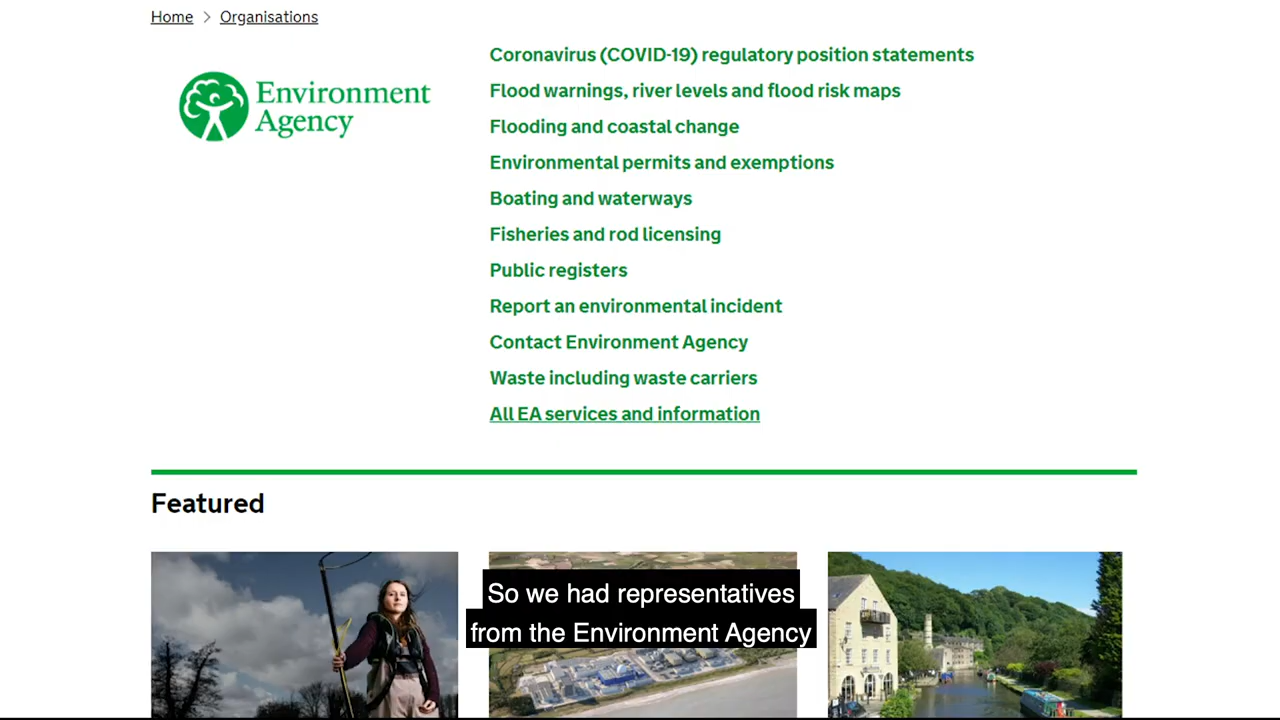 Home > Organisations
Environment
Agency
Coronavirus (COVID-19) regulatory position statements
Flood warnings, river levels and flood risk maps
Flooding and coastal change
Environmental permits and exemptions
Boating and waterways
Fisheries and rod licensing
Public registers
Report an environmental incident
Contact Environment Agency
Waste including waste carriers
All EA services and information
Featured
So we had representatives
from the Environment Agency